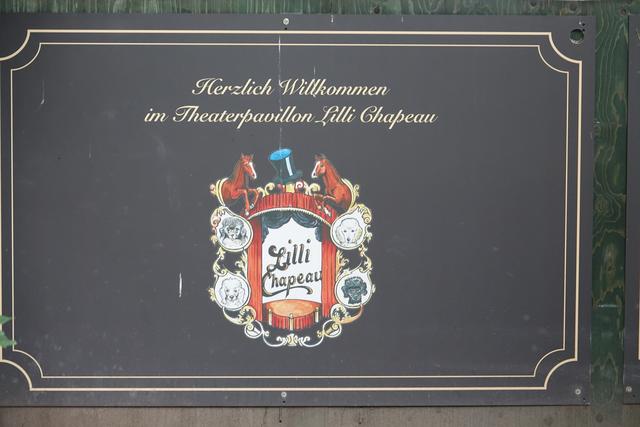 Herzlich Willkommen
im Theaterpavillon Lilli Chapeau
Lilli
Chapeau